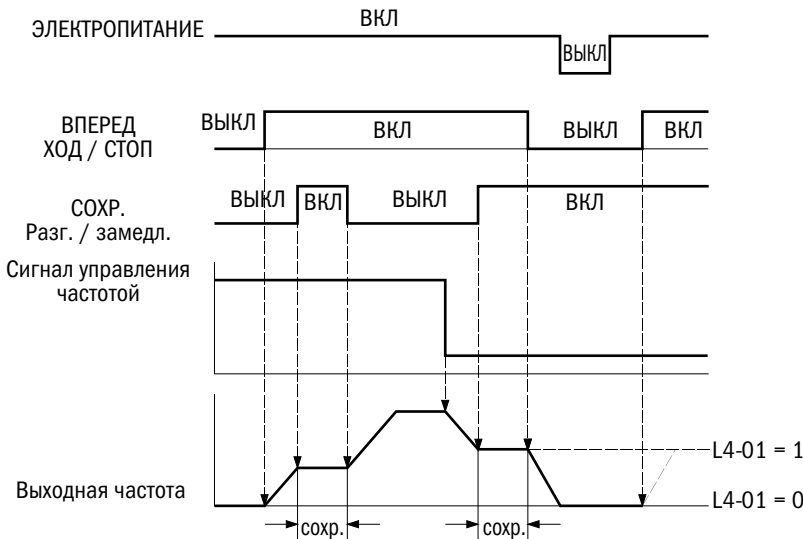 ЭЛЕКТРОПИТАНИЕ
ВКЛ
ВЫКЛ
ВПЕРЕД
ХОД / СТОП
ВЫКЛ
ВКЛ
ВЫКЛ
ВКЛ
СОХР.
Разг. / замедл.
ВЫКЛ
ВКЛ
ВЫКЛ
ВКЛ
Сигнал управления
частотой
Выходная частота
L4-01 = 1
L4-01 = 0
сохр.
сохр.